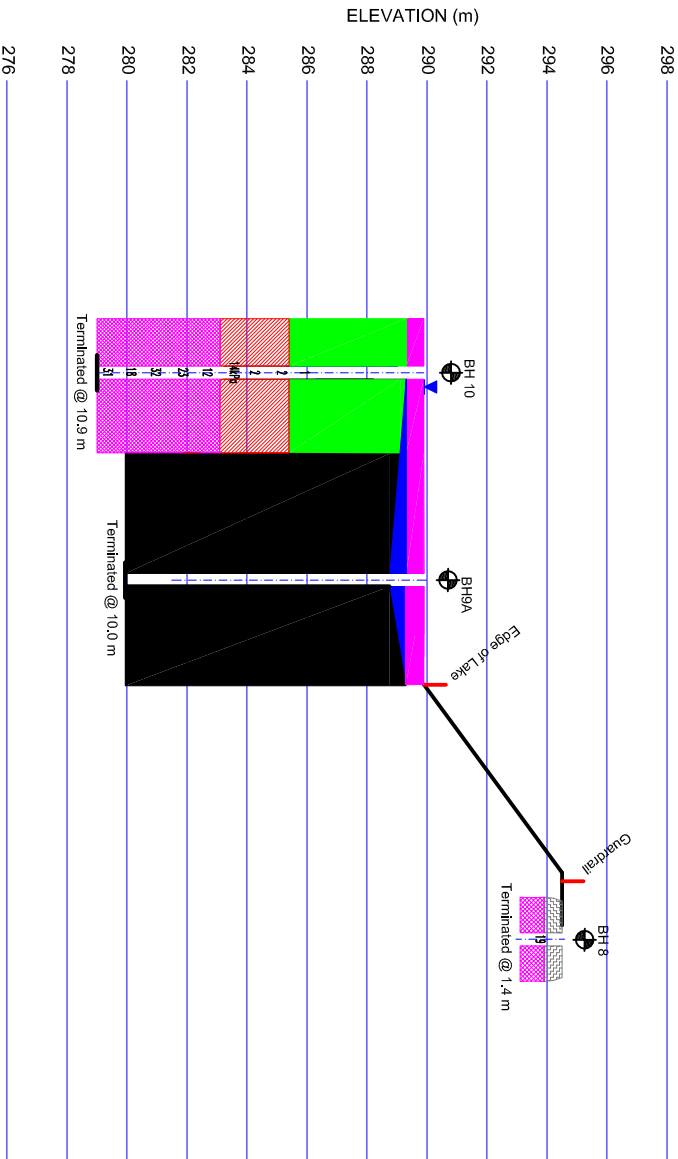 ELEVATION (m)
298
296
294
292
290
288
286
284
282
280
278
276
BH 10
BH9A
BH 8
Edge of Lake
Guardrail
1
2
2
14kPa
12
23
32
18
31
19
Terminated @ 10.9 m
Terminated @ 10.0 m
Terminated @ 1.4 m